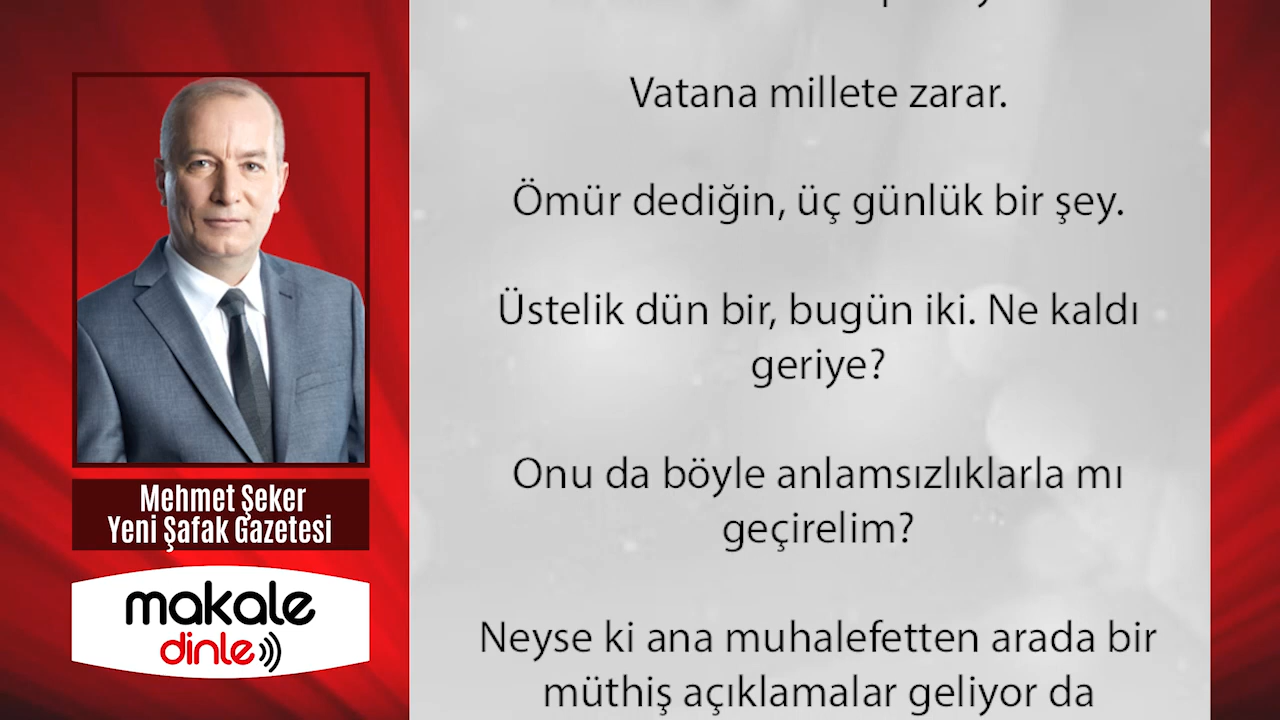 Vatana millete zarar.
Ömür dediğin, üç günlük bir şey.
Üstelik dün bir, bugün iki. Ne kaldı
geriye?
Onu da böyle anlamsızlıklarla mı
geçirelim?
Neyse ki ana muhalefetten arada bir
müthiş açıklamalar geliyor da
Mehmet Şeker
Yeni Şafak Gazetesi
makale
dinle